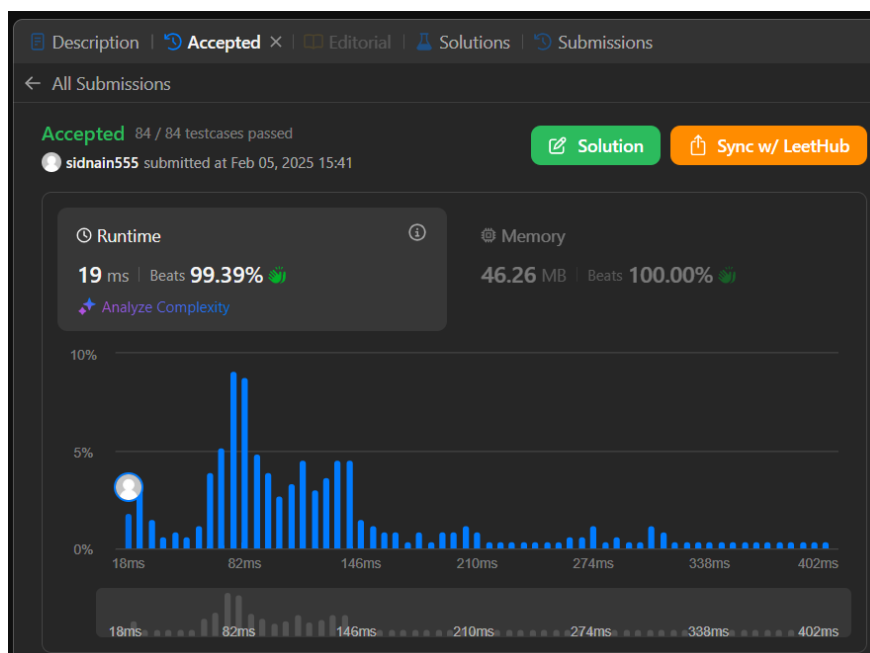 Description Accepted × Editorial Solutions Submissions
← All Submissions
Accepted 84 / 84 testcases passed
sidnain555 submitted at Feb 05, 2025 15:41
Solution
Sync w/ LeetHub
Runtime
19 ms Beats 99.39%
Analyze Complexity
Memory
46.26 MB Beats 100.00%
10%
5%
0%
18ms 82ms 146ms 210ms 274ms 338ms 402ms
18ms 82ms 146ms 210ms 274ms 338ms 402ms